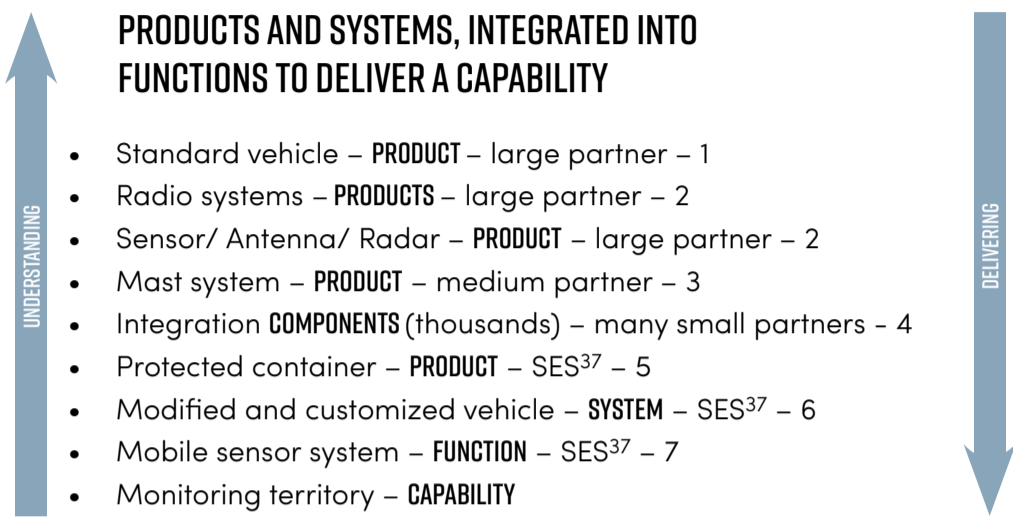 PRODUCTS AND SYSTEMS, INTEGRATED INTO
FUNCTIONS TO DELIVER A CAPABILITY
UNDERSTANDING
• Standard vehicle – PRODUCT – large partner – 1
• Radio systems – PRODUCTS – large partner – 2
• Sensor/ Antenna/ Radar – PRODUCT – large partner – 2
• Mast system – PRODUCT – medium partner – 3
• Integration COMPONENTS (thousands) – many small partners - 4
• Protected container – PRODUCT – SES³⁷ – 5
• Modified and customized vehicle – SYSTEM – SES³⁷ – 6
• Mobile sensor system – FUNCTION – SES³⁷ – 7
• Monitoring territory – CAPABILITY
DELIVERING